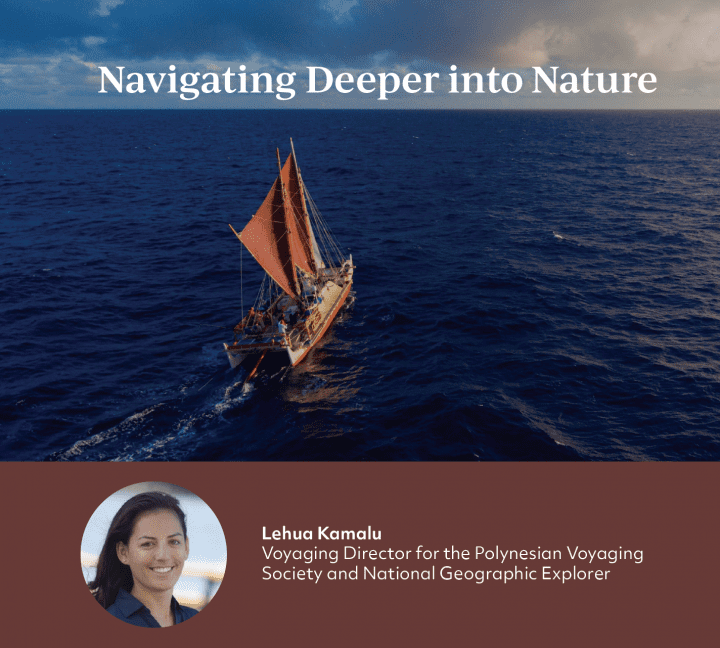 Navigating Deeper into Nature
Lehua Kamalu
Voyaging Director for the Polynesian Voyaging
Society and National Geographic Explorer